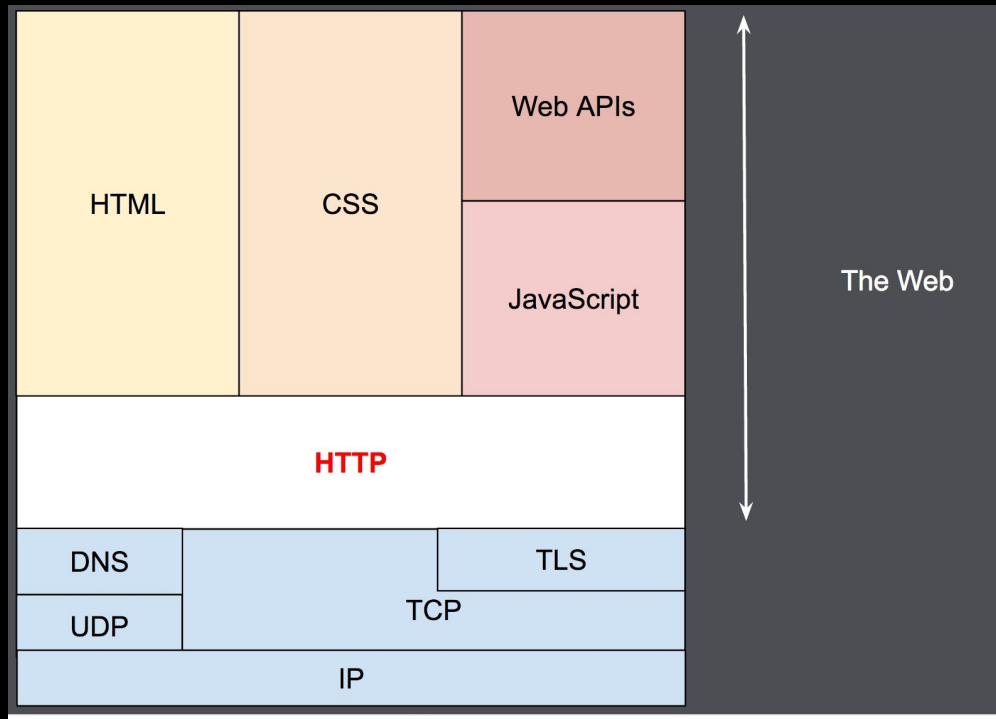 Web APIs
HTML
CSS
The Web
JavaScript
HTTP
DNS
TLS
TCP
UDP
IP